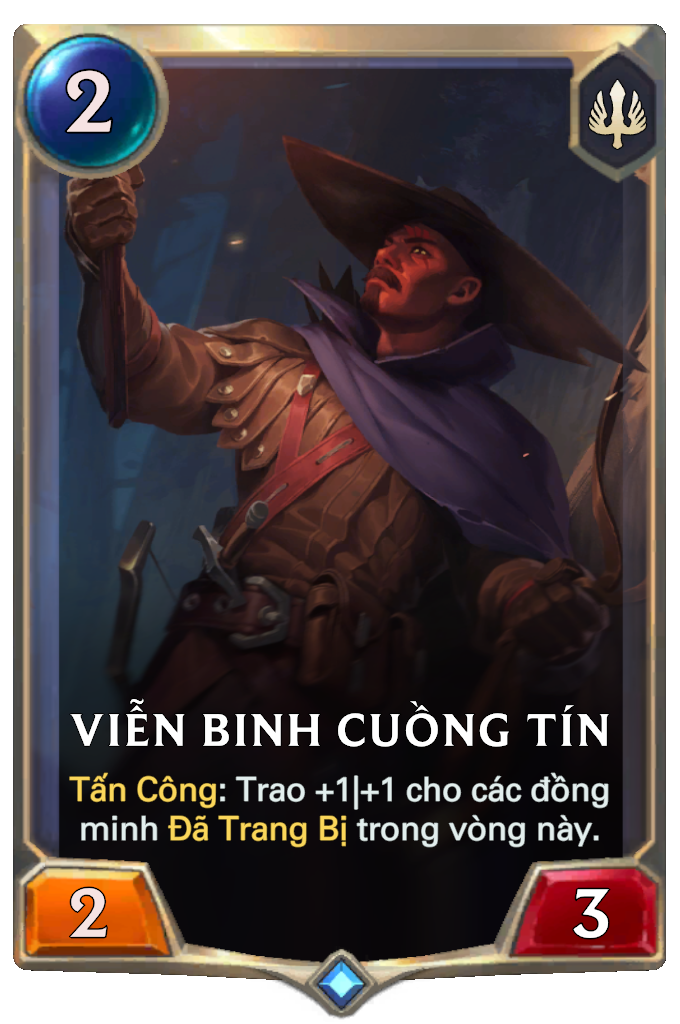 2
VIỄN BINH CUỒNG TÍN
Tấn Công: Trao +1|+1 cho các đồng
minh Đã Trang Bị trong vòng này.
2
3